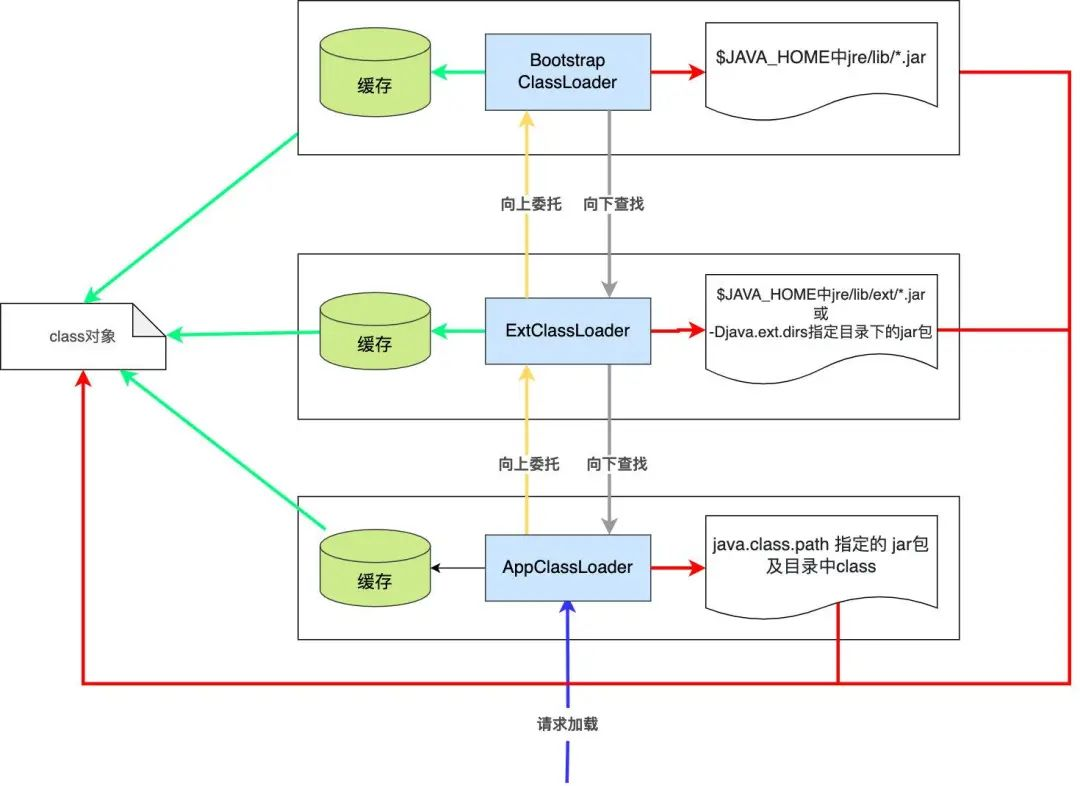 缓存
Bootstrap
ClassLoader
$JAVA_HOME中jre/lib/*.jar
向上委托
向下查找
class对象
缓存
ExtClassLoader
$JAVA_HOME中jre/lib/ext/*.jar
或
-Djava.ext.dirs指定目录下的jar包
向上委托
向下查找
缓存
AppClassLoader
java.class.path 指定的 jar包
及目录中class
请求加载